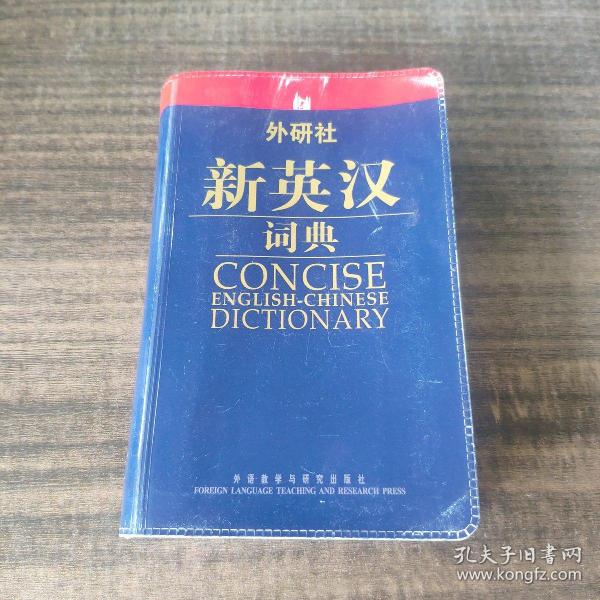 外研社
新英汉
词典
CONCISE
ENGLISH-CHINESE
DICTIONARY
外语教学与研究出版社
FOREIGN LANGUAGE TEACHING AND RESEARCH PRESS
孔夫子旧书网
www.kongfz.com